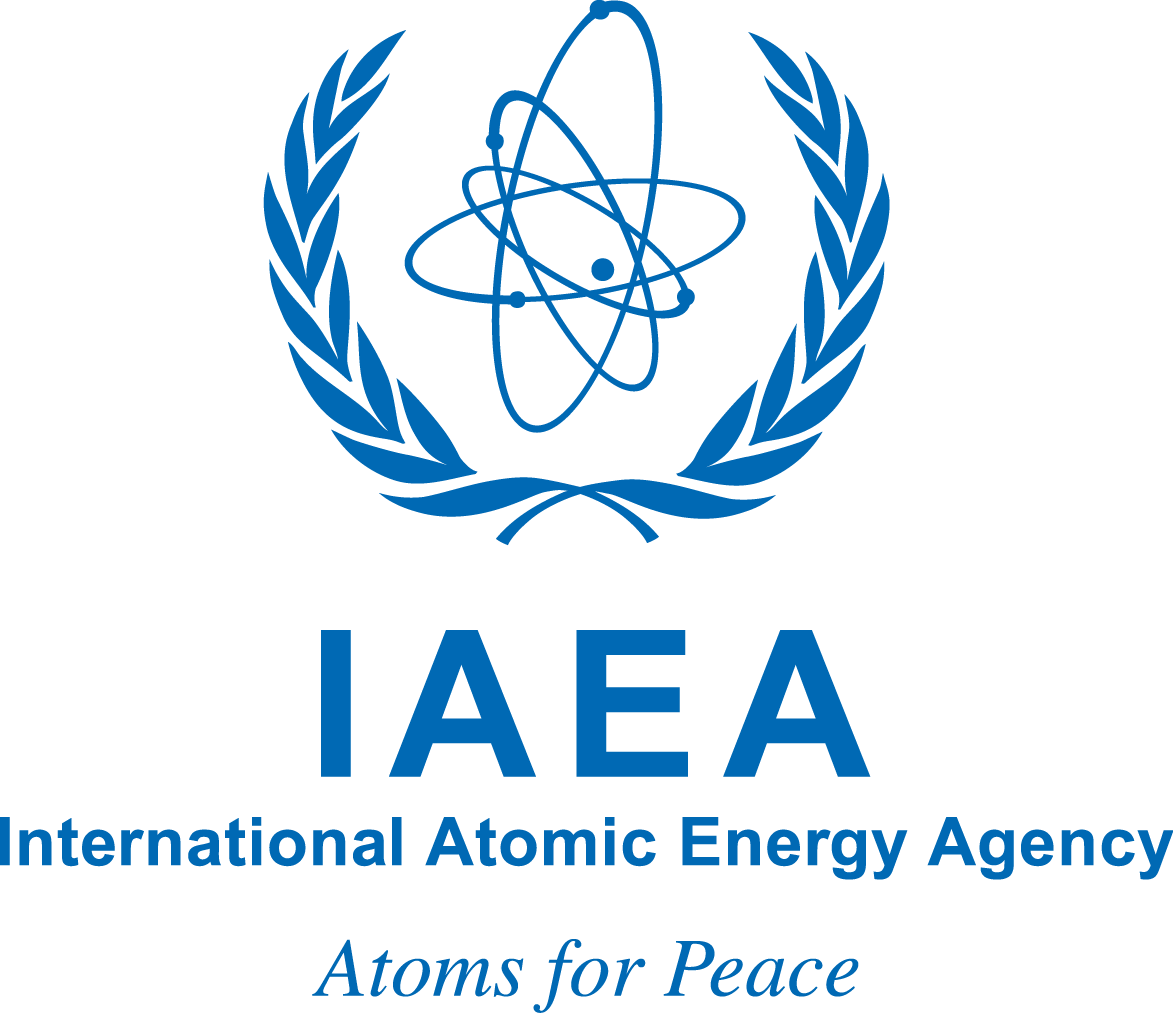 IAEA
International Atomic Energy Agency
Atoms for Peace